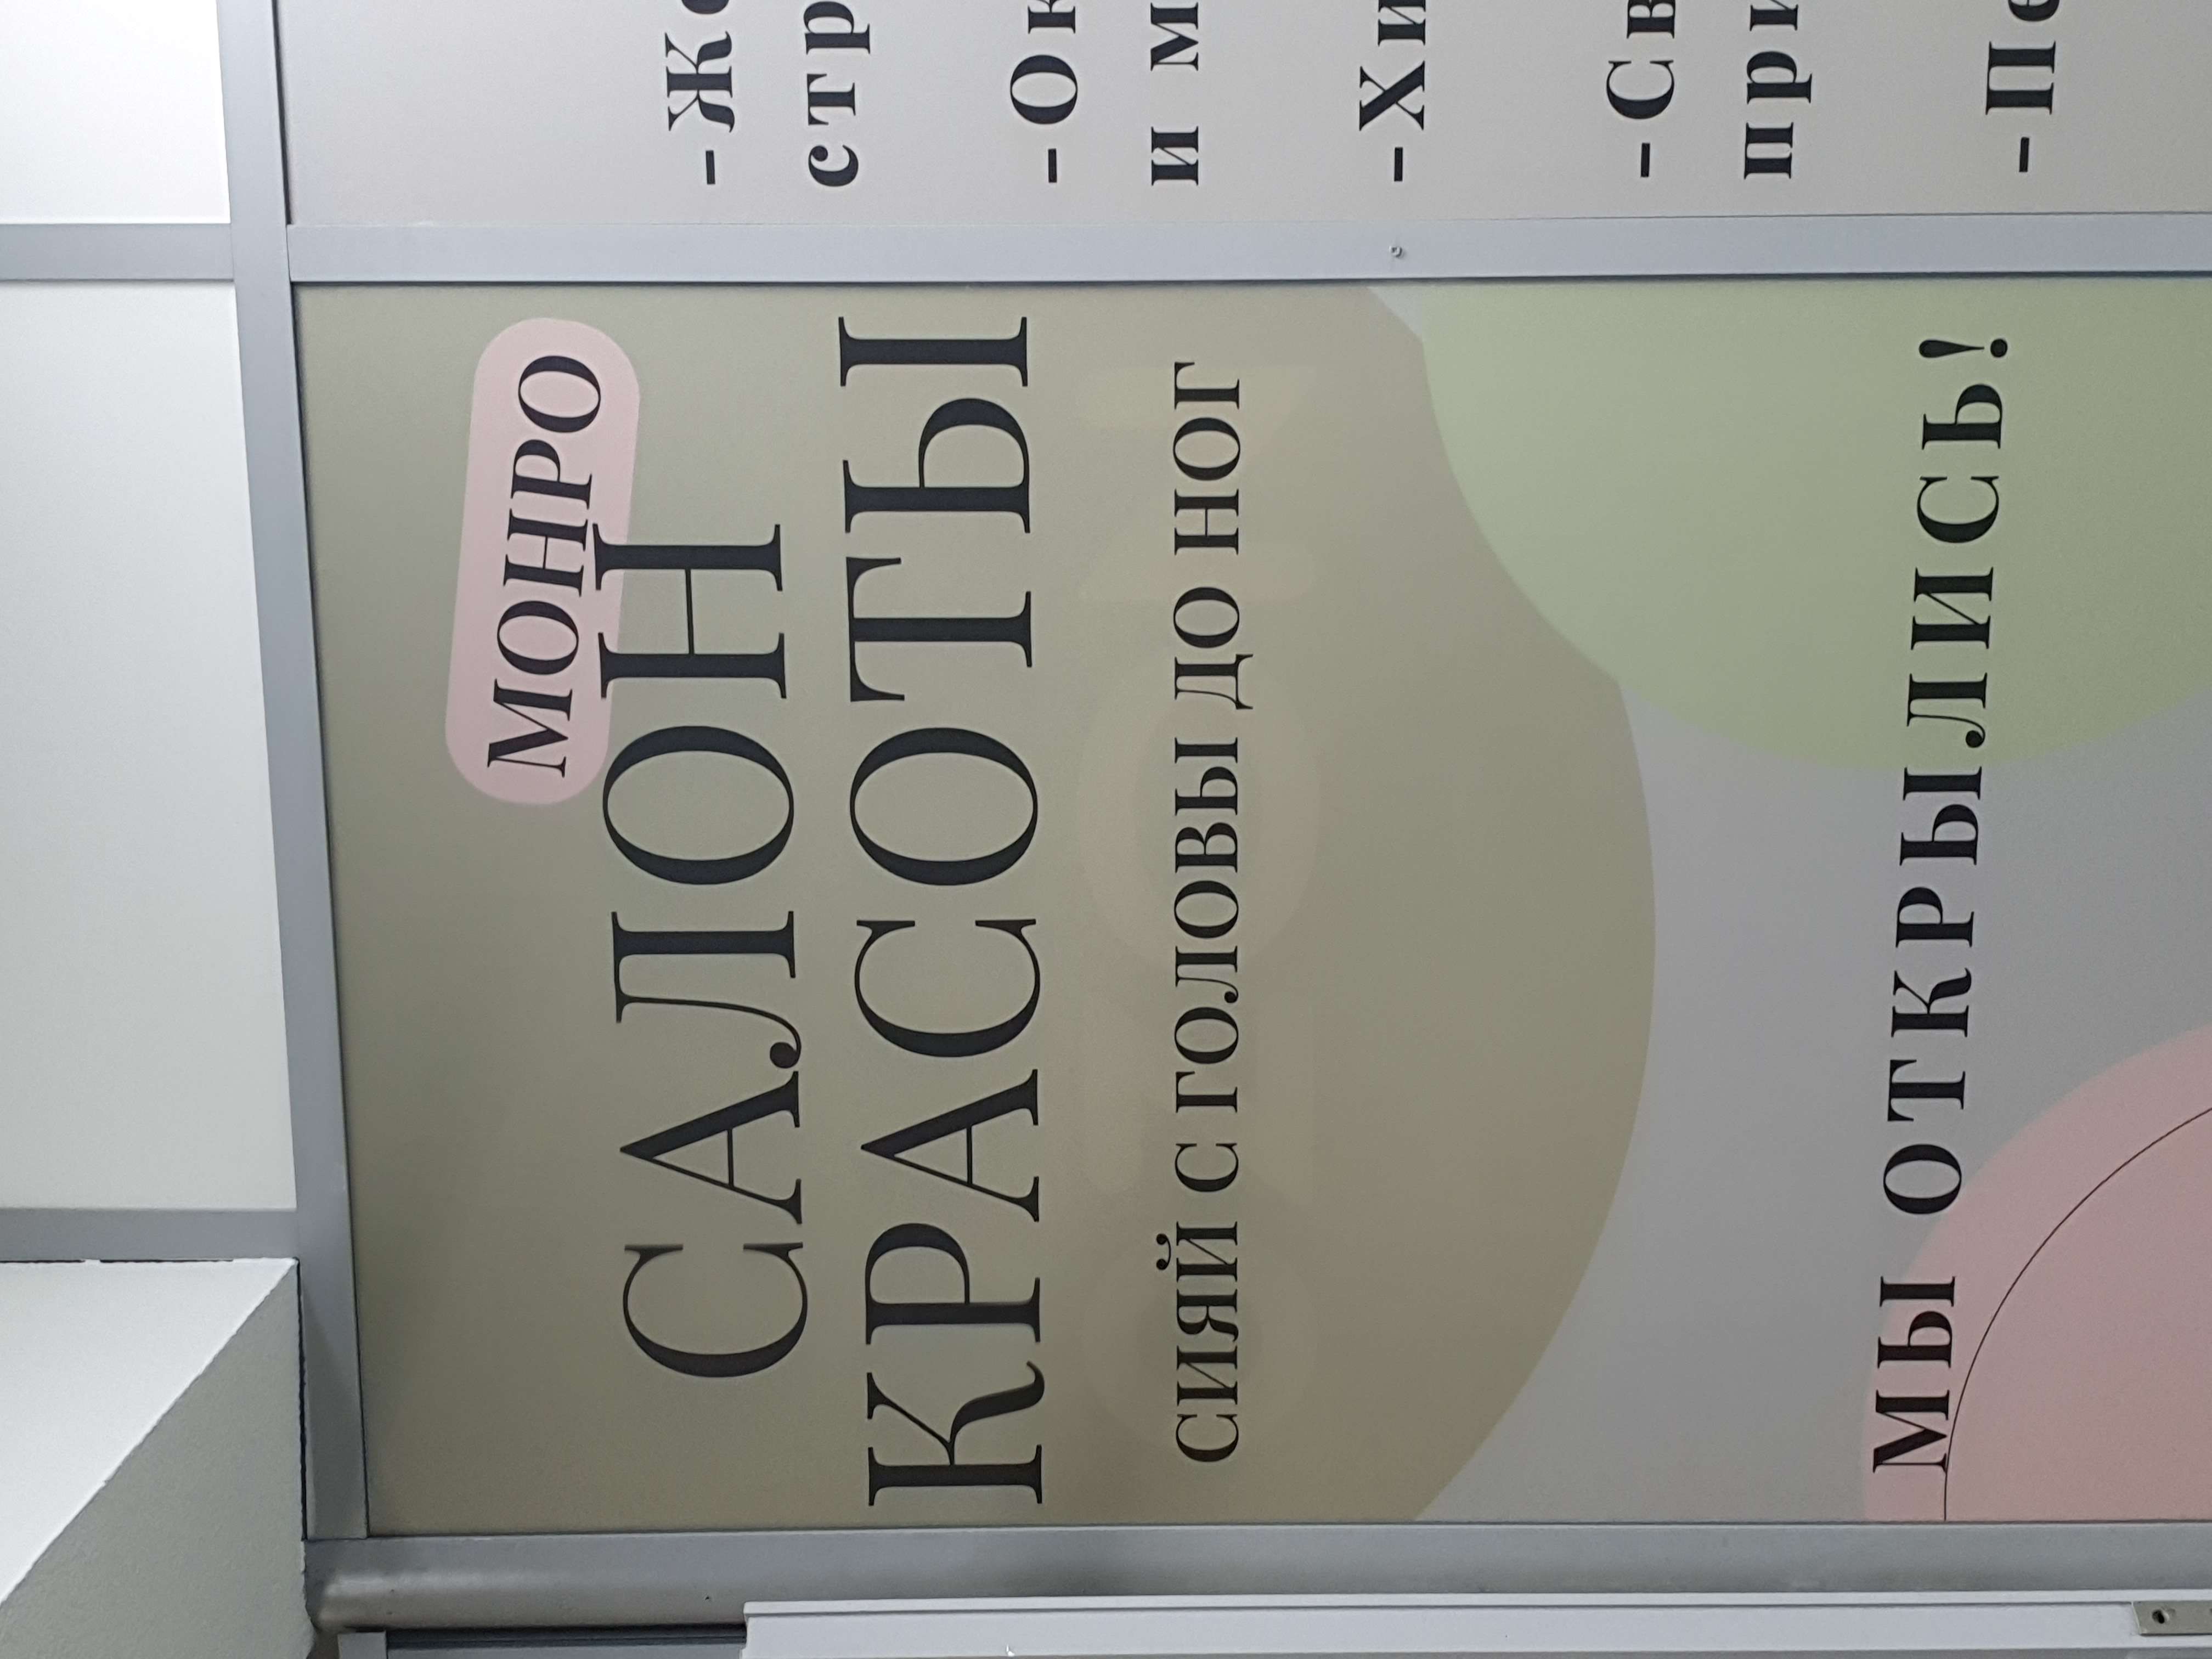 МОНРО
САЛОН
КРАСОТЫ
СИЯЙ С ГОЛОВЫ ДО НОГ
МЫ ОТКРЫЛИСЬ!
и